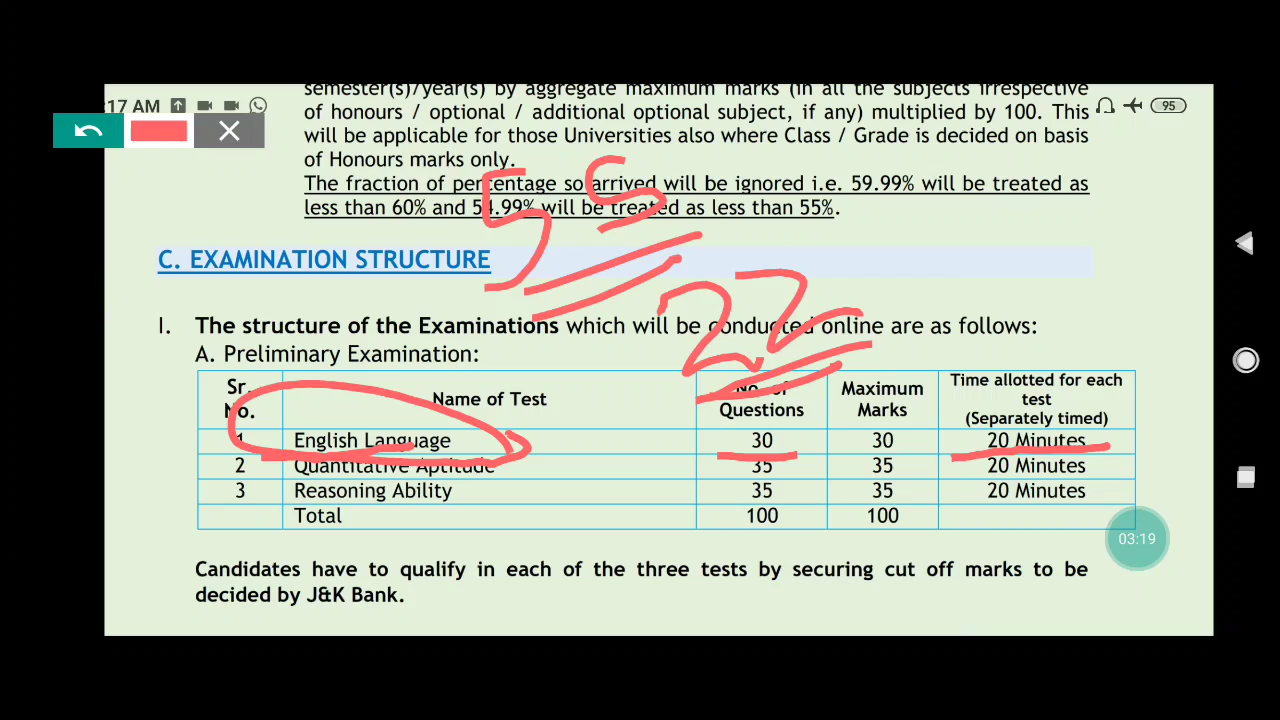 semester(s)/year(s) by aggregate maximum marks (in all the subjects irrespective
:17 AM
of honours / optional / additional optional subject, if any) multiplied by 100. This
95
will be applicable for those Universities also where Class / Grade is decided on basis
of Honours marks only.
The fraction of percentage so arrived will be ignored i.e. 59.99% will be treated as
less than 60% and 54.99% will be treated as less than 55%.
55
C. EXAMINATION STRUCTURE
22
I. The structure of the Examinations which will be conducted online are as follows:
A. Preliminary Examination:
Sr. No. Name of Test No. of Questions Maximum Marks Time allotted for each test (Separately timed)
1 English Language 30 30 20 Minutes
2 Quantitative Aptitude 35 35 20 Minutes
3 Reasoning Ability 35 35 20 Minutes
Total 100 100
03:19
Candidates have to qualify in each of the three tests by securing cut off marks to be
decided by J&K Bank.